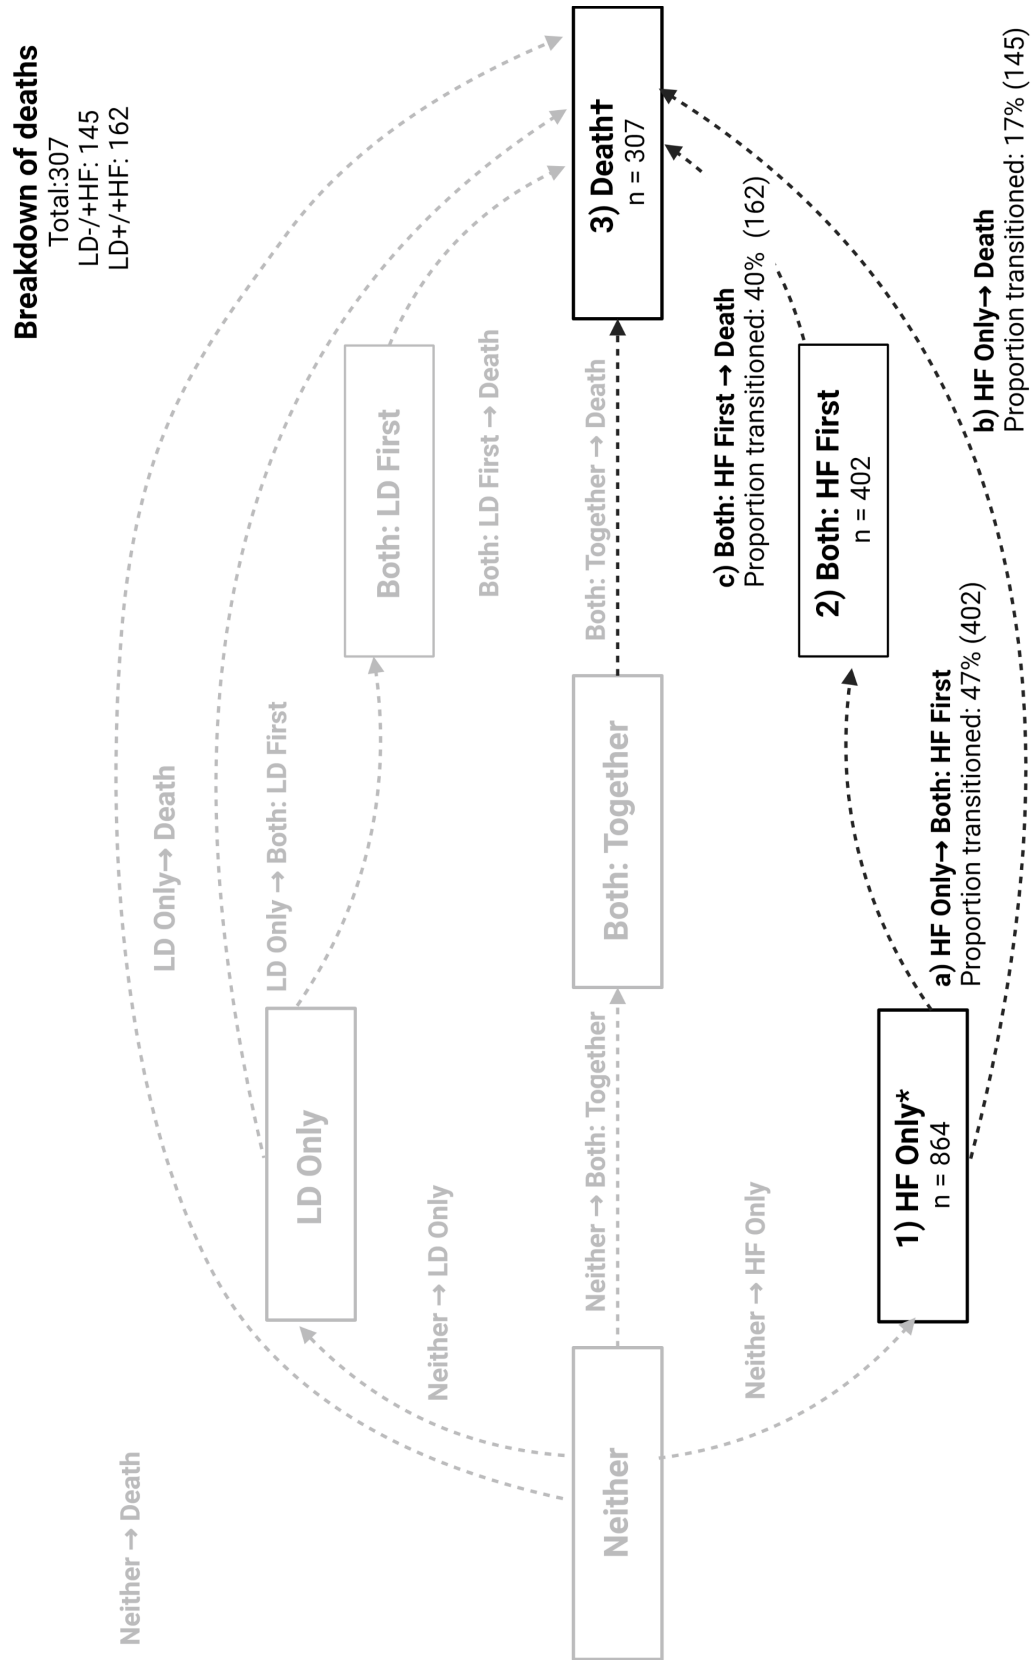 Breakdown of deaths
Total:307
LD-/+HF: 145
LD+/+HF: 162
Neither → Death
LD Only→ Death
LD Only → Both: LD First
Neither → LD Only
LD Only
Both: LD First
Both: LD First → Death
Neither
Neither → Both: Together
Both: Together
Both: Together → Death
3) Death†
n = 307
Neither → HF Only
1) HF Only*
n = 864
a) HF Only→ Both: HF First
Proportion transitioned: 47% (402)
2) Both: HF First
n = 402
c) Both: HF First → Death
Proportion transitioned: 40% (162)
b) HF Only→ Death
Proportion transitioned: 17% (145)